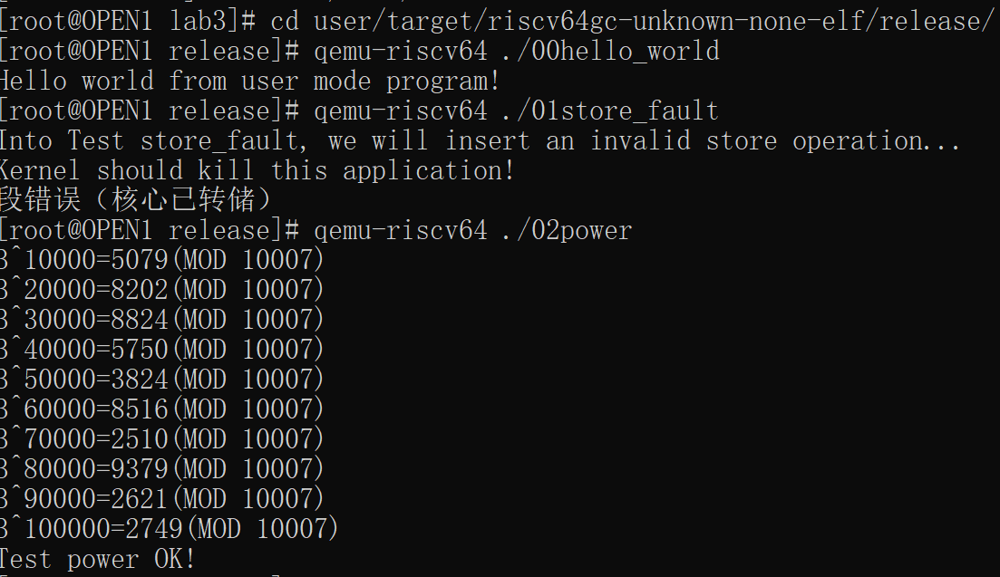 [root@OPEN1 lab3]# cd user/target/riscv64gc-unknown-none-elf/release/
[root@OPEN1 release]# qemu-riscv64 ./00hello_world
Hello world from user mode program!
[root@OPEN1 release]# qemu-riscv64 ./01store_fault
Into Test store_fault, we will insert an invalid store operation...
Kernel should kill this application!
段错误（核心已转储）
[root@OPEN1 release]# qemu-riscv64 ./02power
3^10000=5079(MOD 10007)
3^20000=8202(MOD 10007)
3^30000=8824(MOD 10007)
3^40000=5750(MOD 10007)
3^50000=3824(MOD 10007)
3^60000=8516(MOD 10007)
3^70000=2510(MOD 10007)
3^80000=9379(MOD 10007)
3^90000=2621(MOD 10007)
3^100000=2749(MOD 10007)
Test power OK!